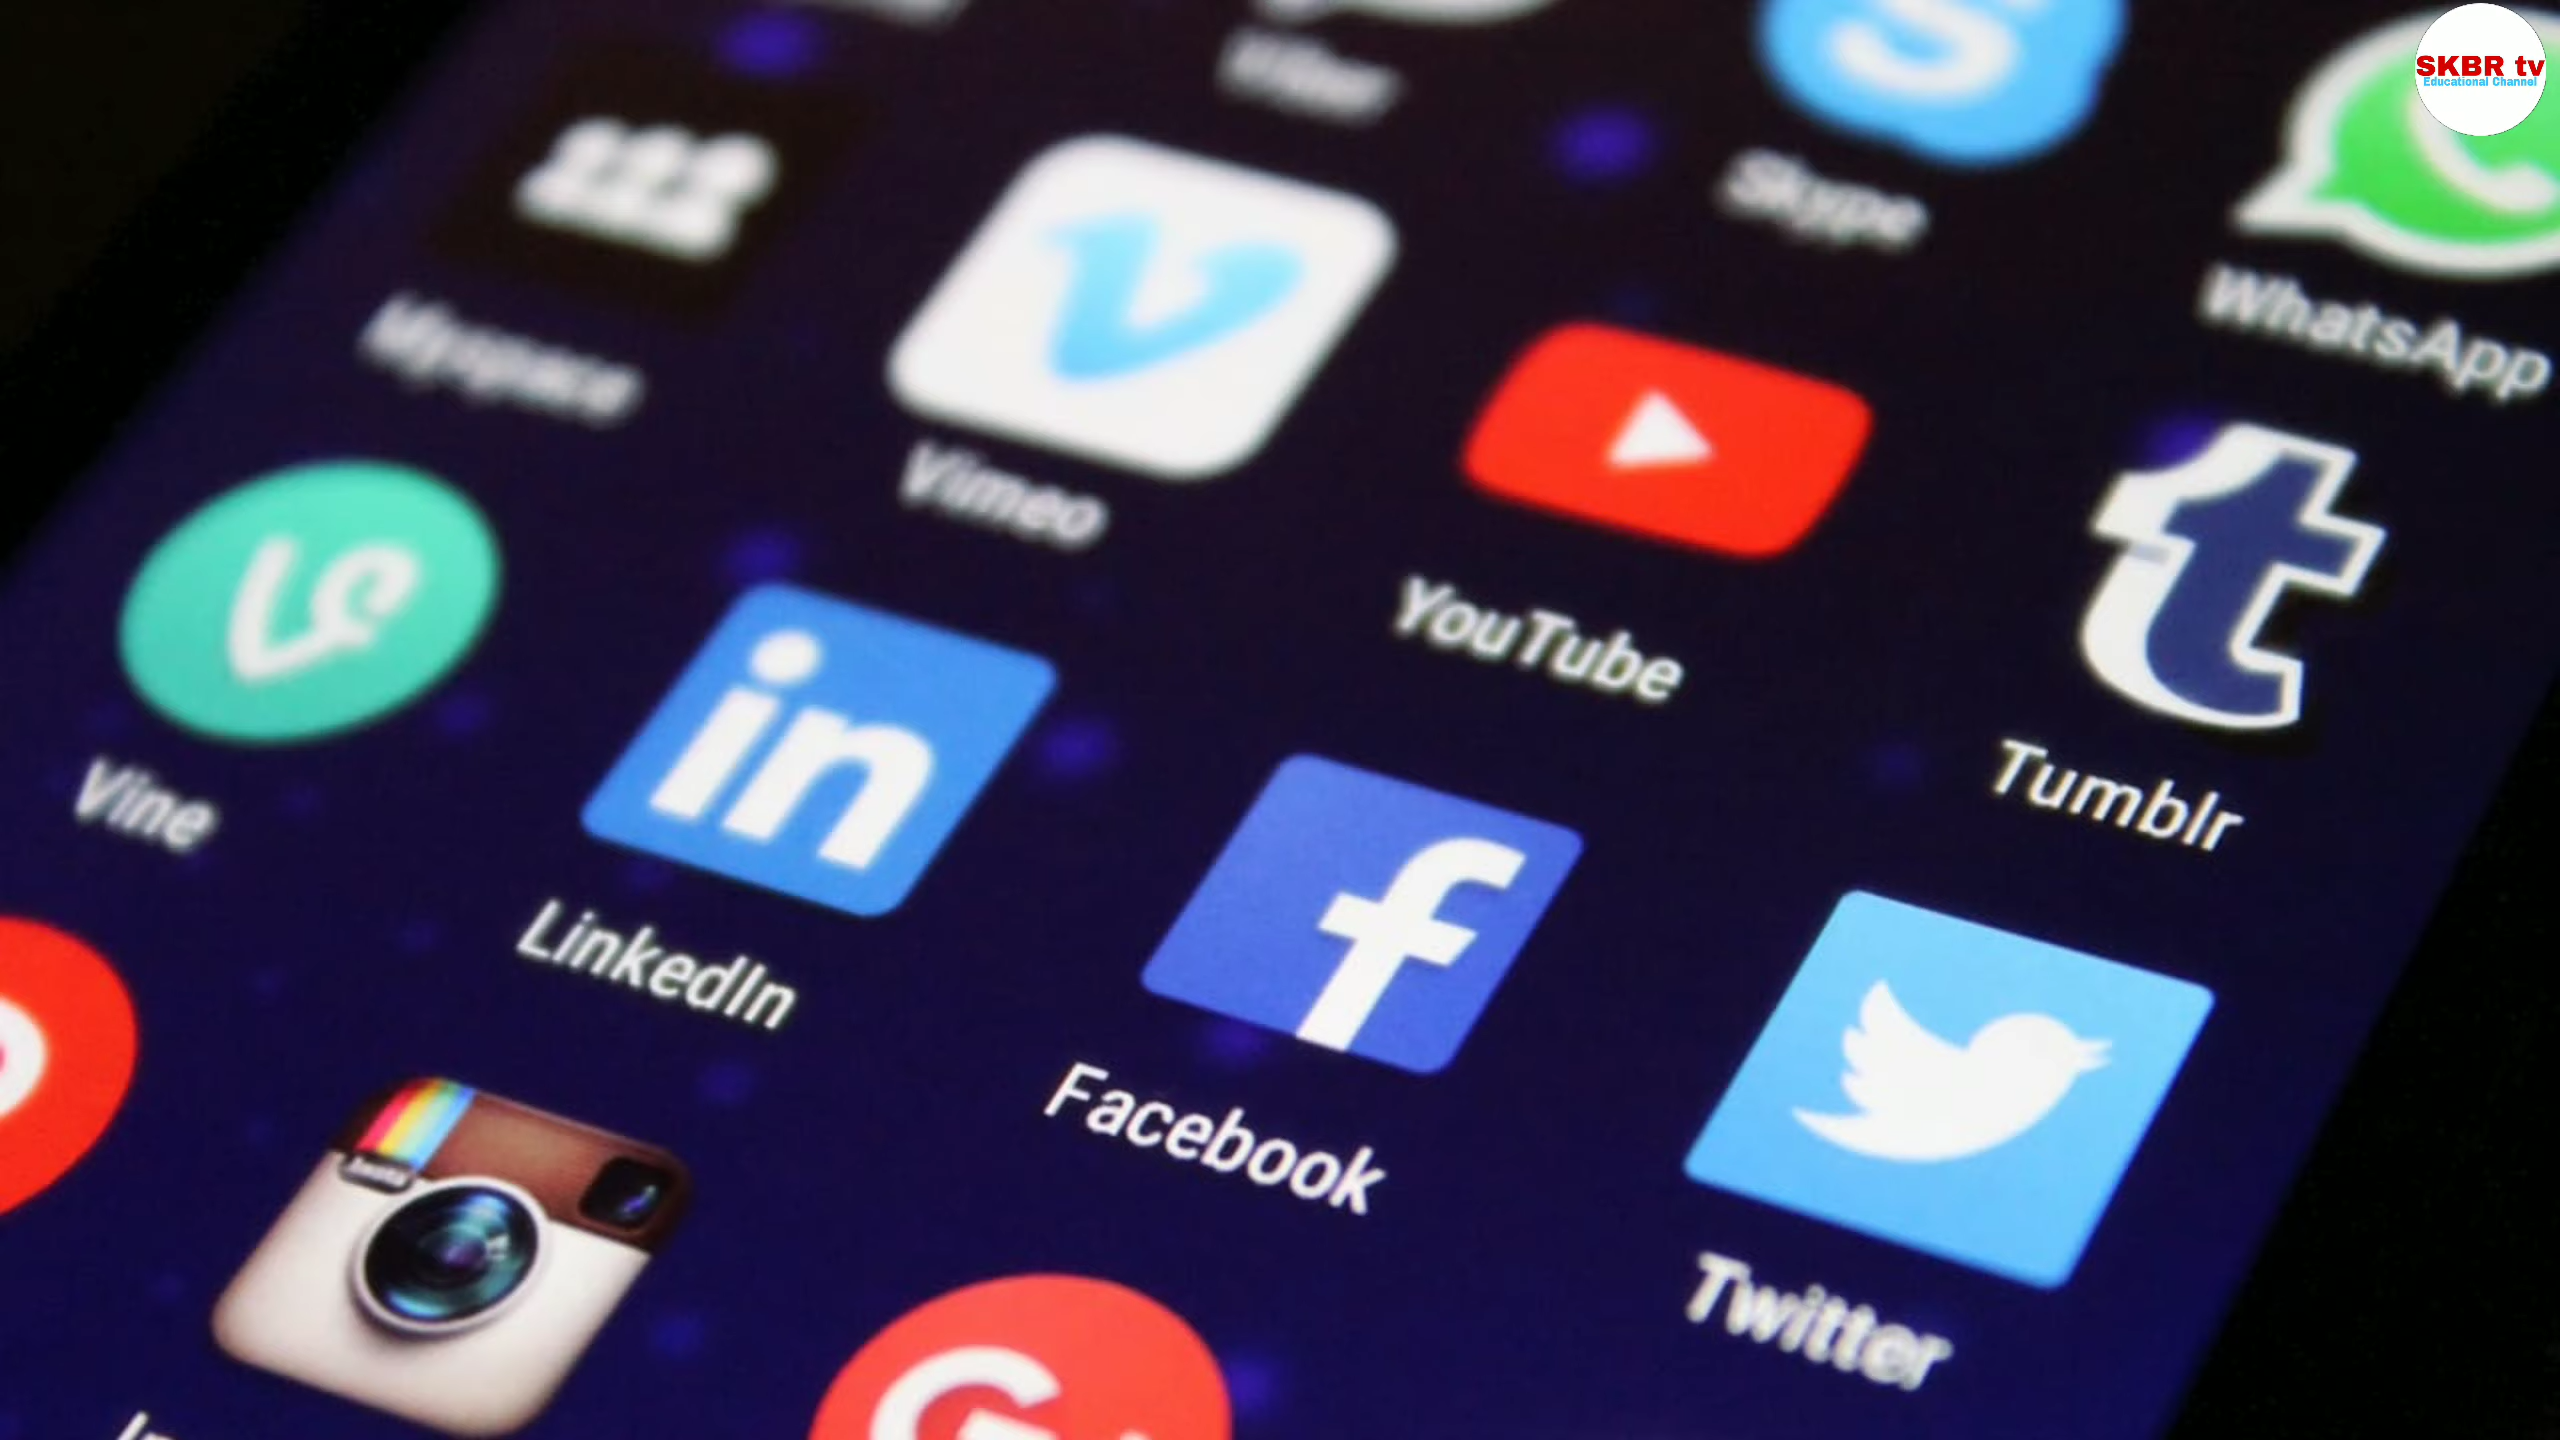 Viber
Skype
WhatsApp
Myspace
Vimeo
YouTube
Tumblr
Vine
LinkedIn
Facebook
Twitter
SKBR tv
Educational Channel